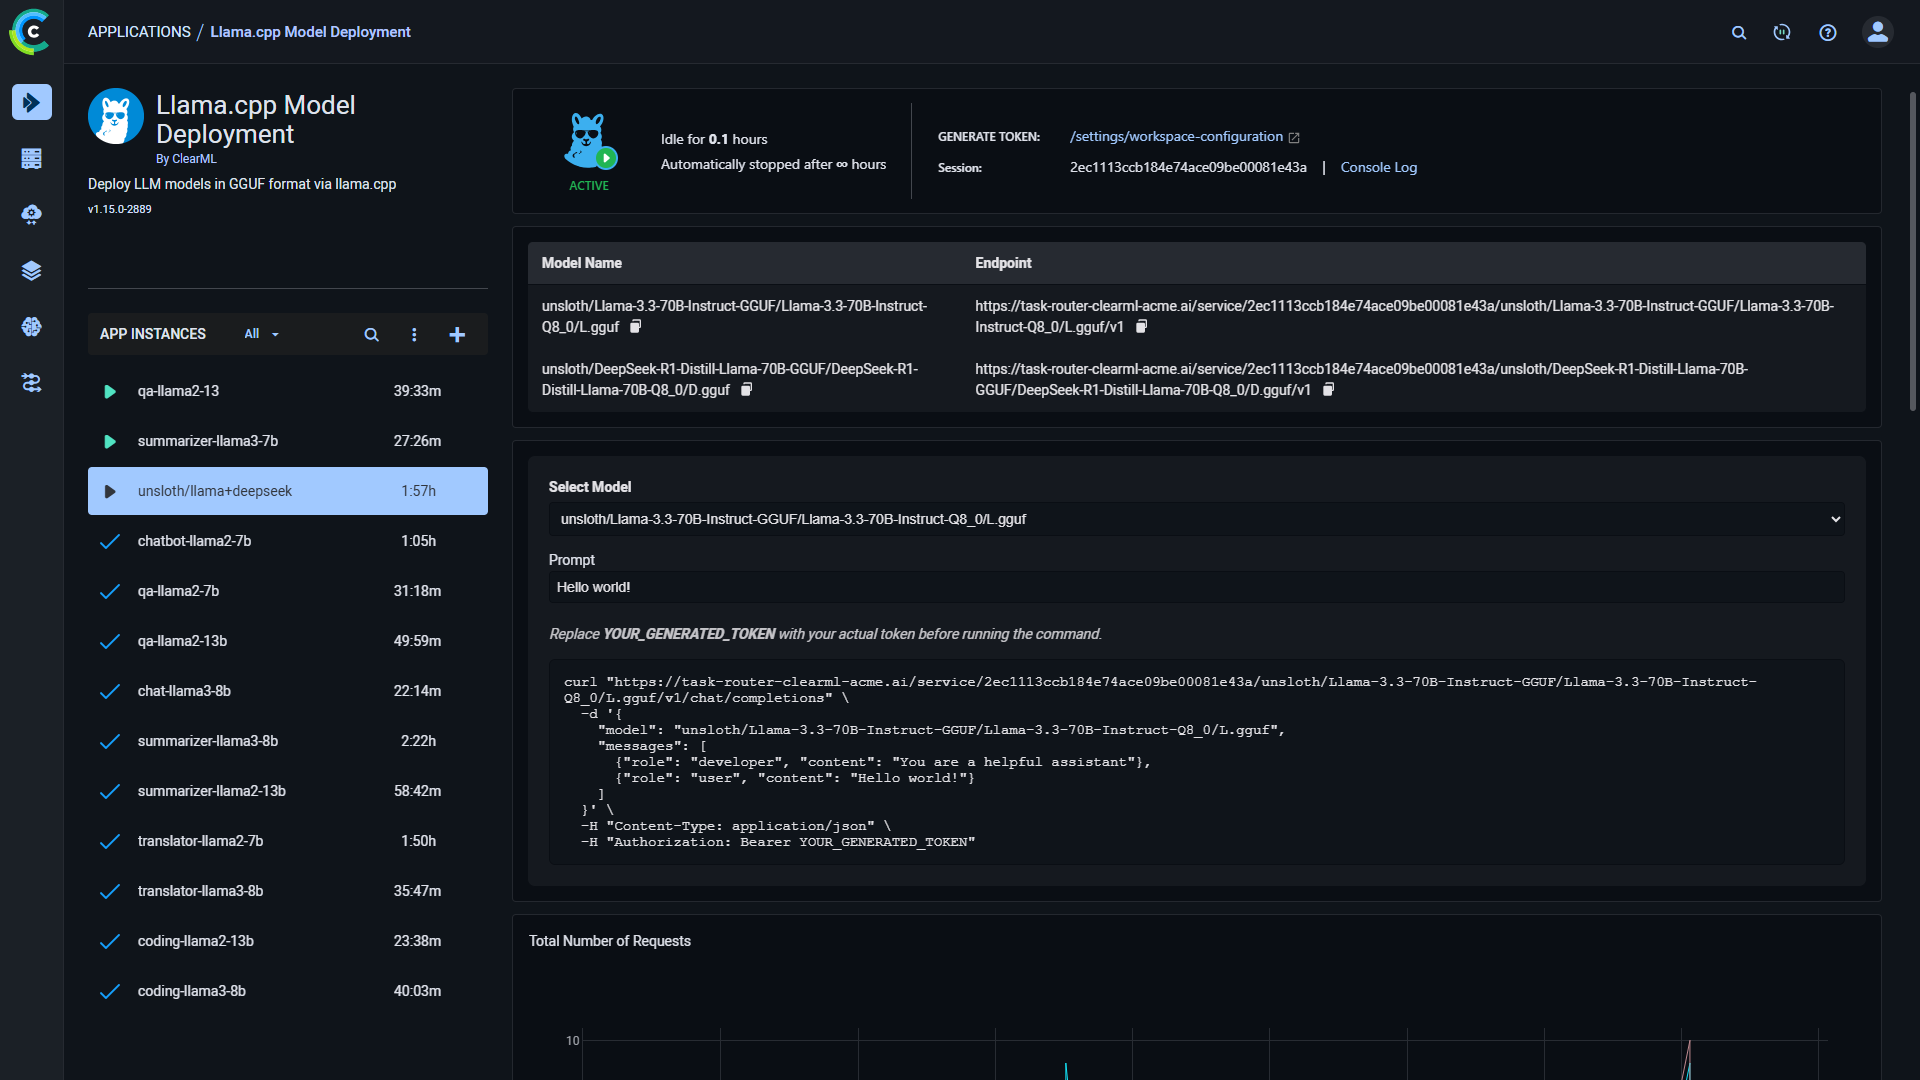 APPLICATIONS / Llama.cpp Model Deployment
Llama.cpp Model
Deployment
By ClearML
Deploy LLM models in GGUF format via llama.cpp
v1.15.0-2889
APP INSTANCES All
qa-llama2-13 39:33m
summarizer-llama3-7b 27:26m
unsloth/llama+deepseek 1:57h
chatbot-llama2-7b 1:05h
qa-llama2-7b 31:18m
qa-llama2-13b 49:59m
chat-llama3-8b 22:14m
summarizer-llama3-8b 2:22h
summarizer-llama2-13b 58:42m
translator-llama2-7b 1:50h
translator-llama3-8b 35:47m
coding-llama2-13b 23:38m
coding-llama3-8b 40:03m
ACTIVE
Idle for 0.1 hours
Automatically stopped after ∞ hours
GENERATE TOKEN: /settings/workspace-configuration
Session: 2ec1113ccb184e74ace09be00081e43a | Console Log
Model Name Endpoint
unsloth/Llama-3.3-70B-Instruct-GGUF/Llama-3.3-70B-Instruct-
Q8_0/L.gguf
https://task-router-clearml-acme.ai/service/2ec1113ccb184e74ace09be00081e43a/unsloth/Llama-3.3-70B-Instruct-GGUF/Llama-3.3-70B-
Instruct-Q8_0/L.gguf/v1
unsloth/DeepSeek-R1-Distill-Llama-70B-GGUF/DeepSeek-R1-
Distill-Llama-70B-Q8_0/D.gguf
https://task-router-clearml-acme.ai/service/2ec1113ccb184e74ace09be00081e43a/unsloth/DeepSeek-R1-Distill-Llama-70B-
GGUF/DeepSeek-R1-Distill-Llama-70B-Q8_0/D.gguf/v1
Select Model
unsloth/Llama-3.3-70B-Instruct-GGUF/Llama-3.3-70B-Instruct-Q8_0/L.gguf
Prompt
Hello world!
Replace YOUR_GENERATED_TOKEN with your actual token before running the command.
curl "https://task-router-clearml-acme.ai/service/2ec1113ccb184e74ace09be00081e43a/unsloth/Llama-3.3-70B-Instruct-GGUF/Llama-3.3-70B-Instruct-
Q8_0/L.gguf/v1/chat/completions" \
-d '{
"model": "unsloth/Llama-3.3-70B-Instruct-GGUF/Llama-3.3-70B-Instruct-Q8_0/L.gguf",
"messages": [
{"role": "developer", "content": "You are a helpful assistant"},
{"role": "user", "content": "Hello world!"}
]
}' \
-H "Content-Type: application/json" \
-H "Authorization: Bearer YOUR_GENERATED_TOKEN"
Total Number of Requests
10